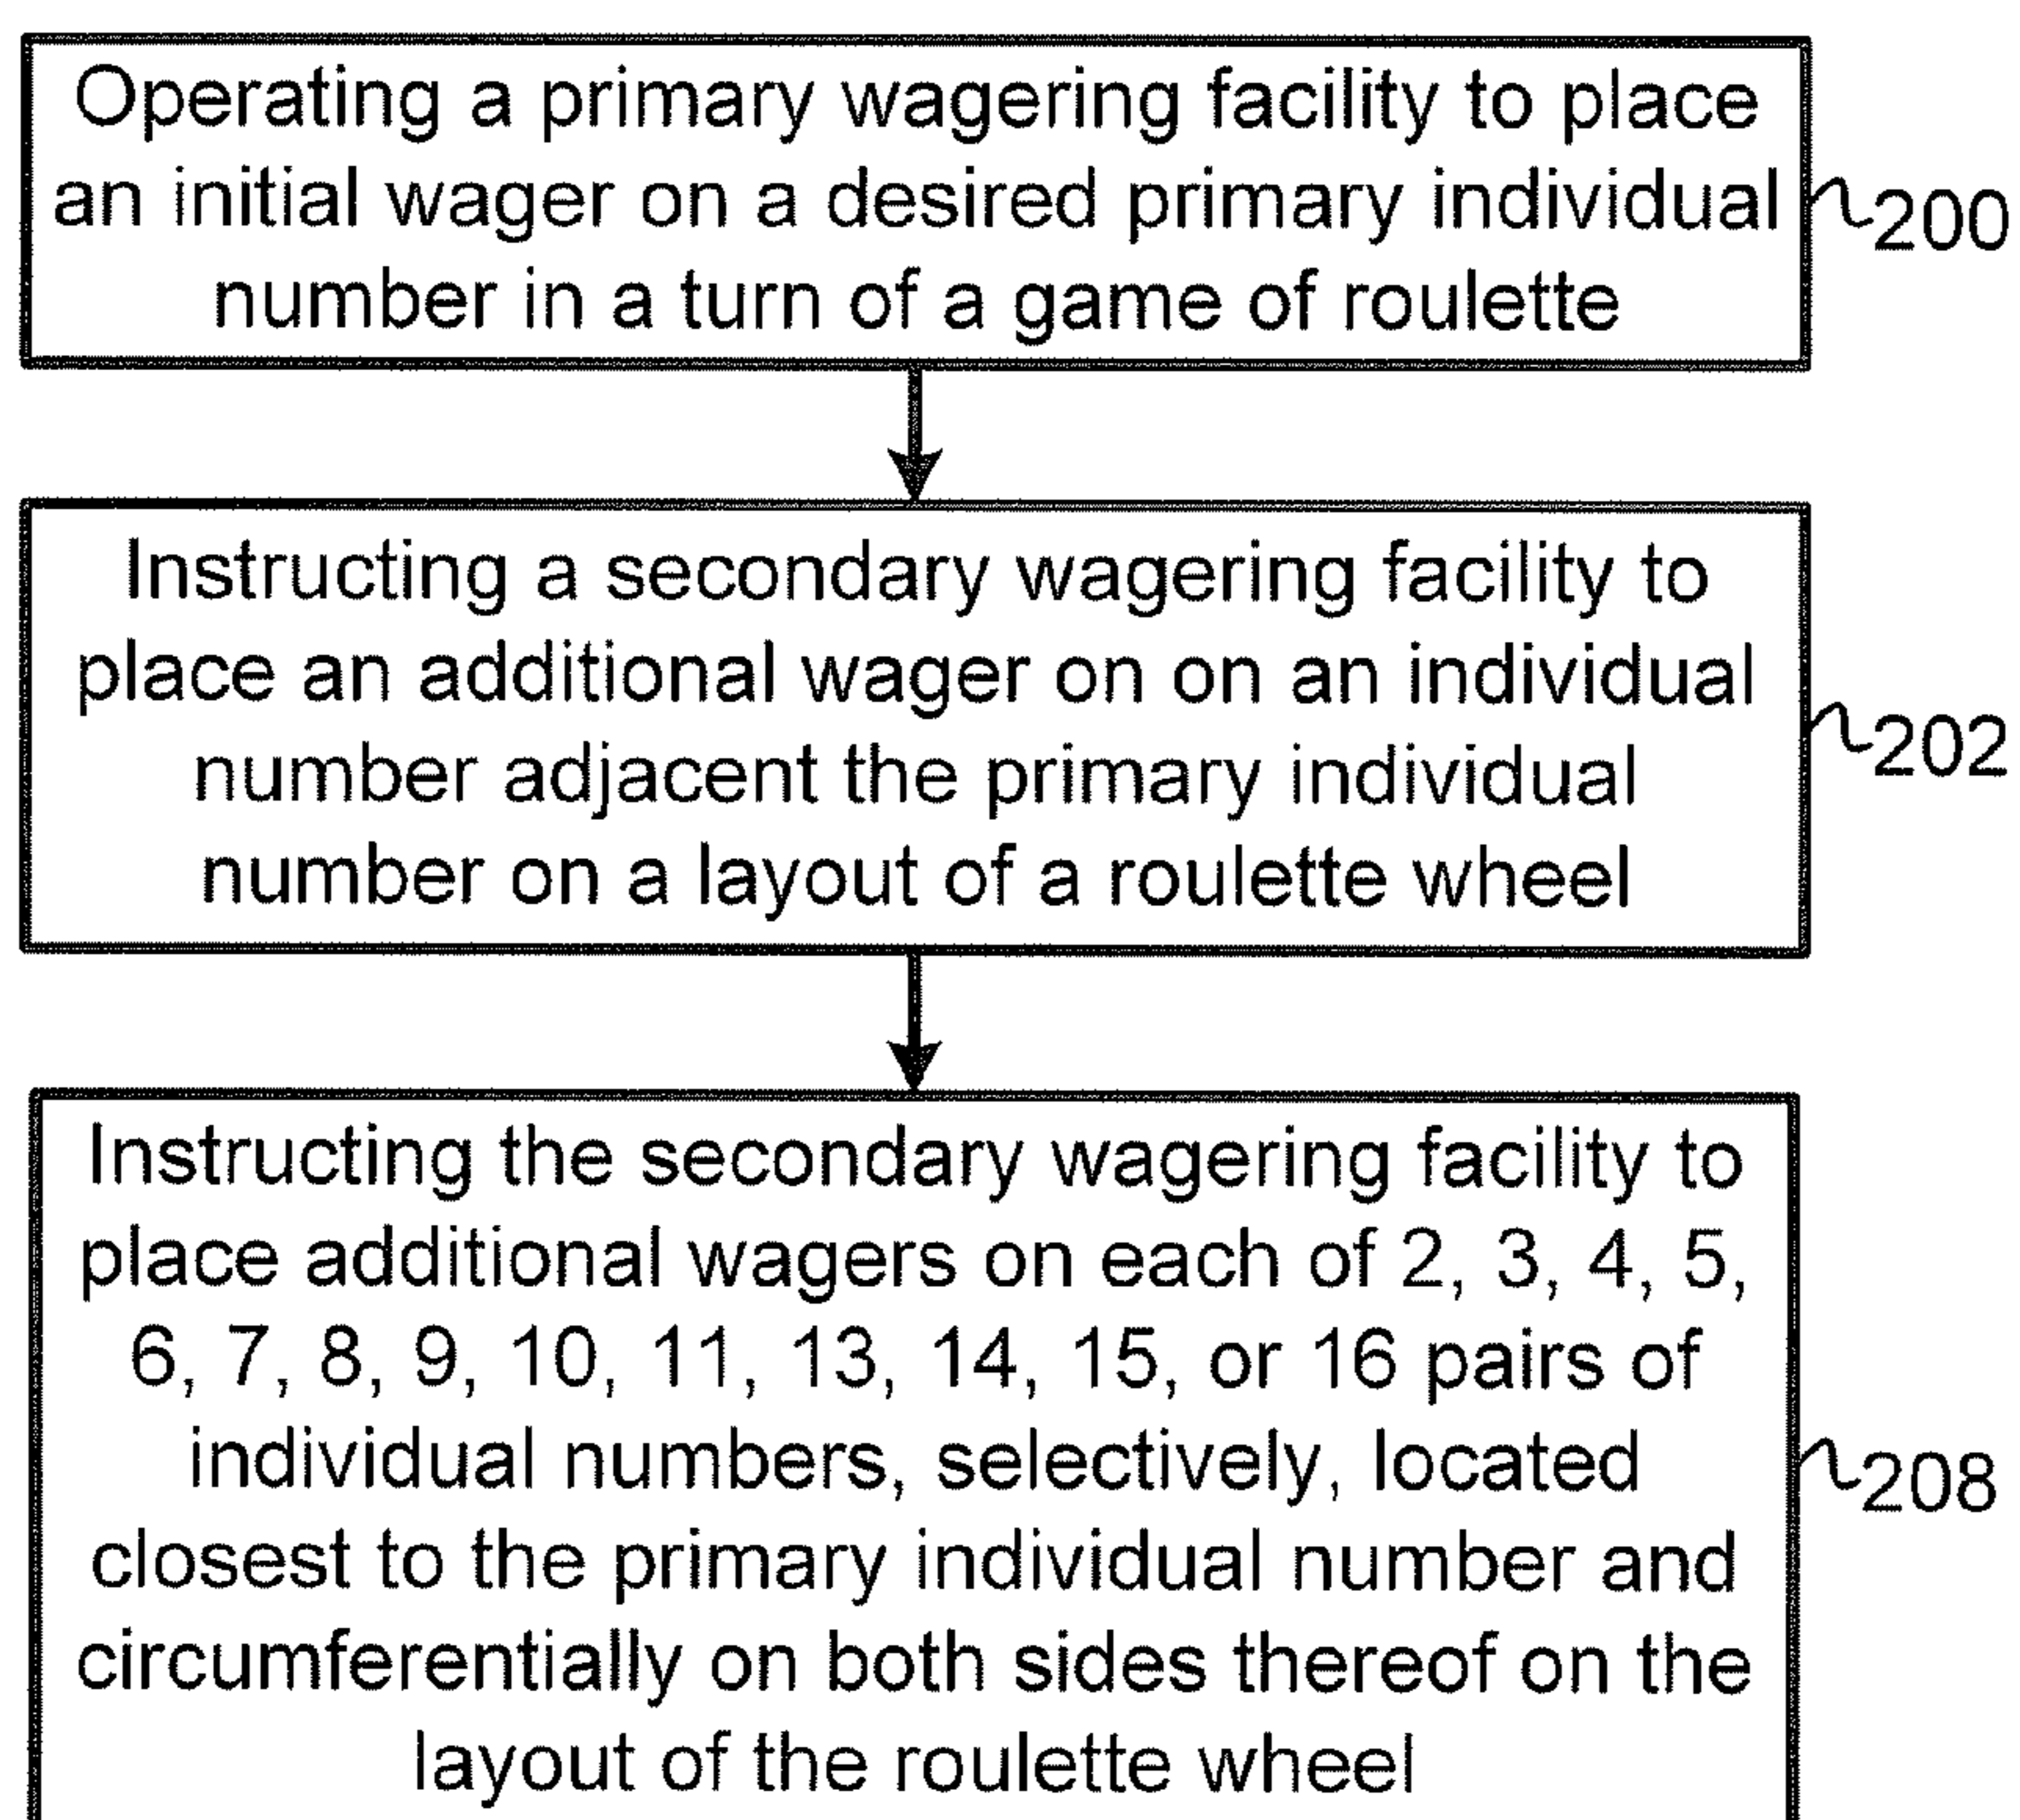 Operating a primary wagering facility to place
an initial wager on a desired primary individual
number in a turn of a game of roulette
200
Instructing a secondary wagering facility to
place an additional wager on on an individual
number adjacent the primary individual
number on a layout of a roulette wheel
202
Instructing the secondary wagering facility to
place additional wagers on each of 2, 3, 4, 5,
6, 7, 8, 9, 10, 11, 13, 14, 15, or 16 pairs of
individual numbers, selectively, located
closest to the primary individual number and
circumferentially on both sides thereof on the
layout of the roulette wheel
208